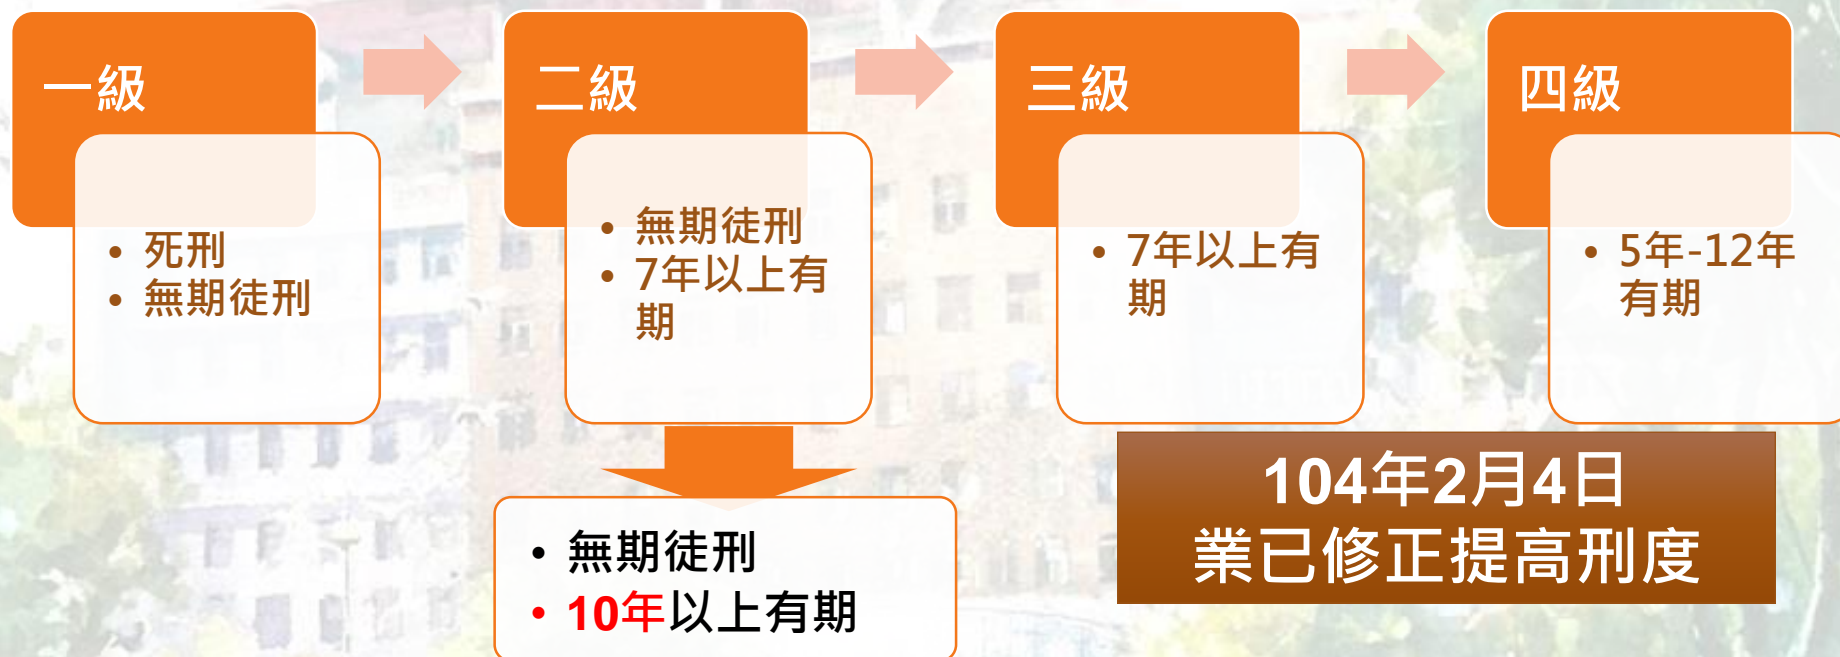 一級
• 死刑
• 無期徒刑
二級
• 無期徒刑
• 7年以上有
期
三級
• 7年以上有
期
四級
• 5年-12年
有期
• 無期徒刑
• 10年以上有期
104年2月4日
業已修正提高刑度